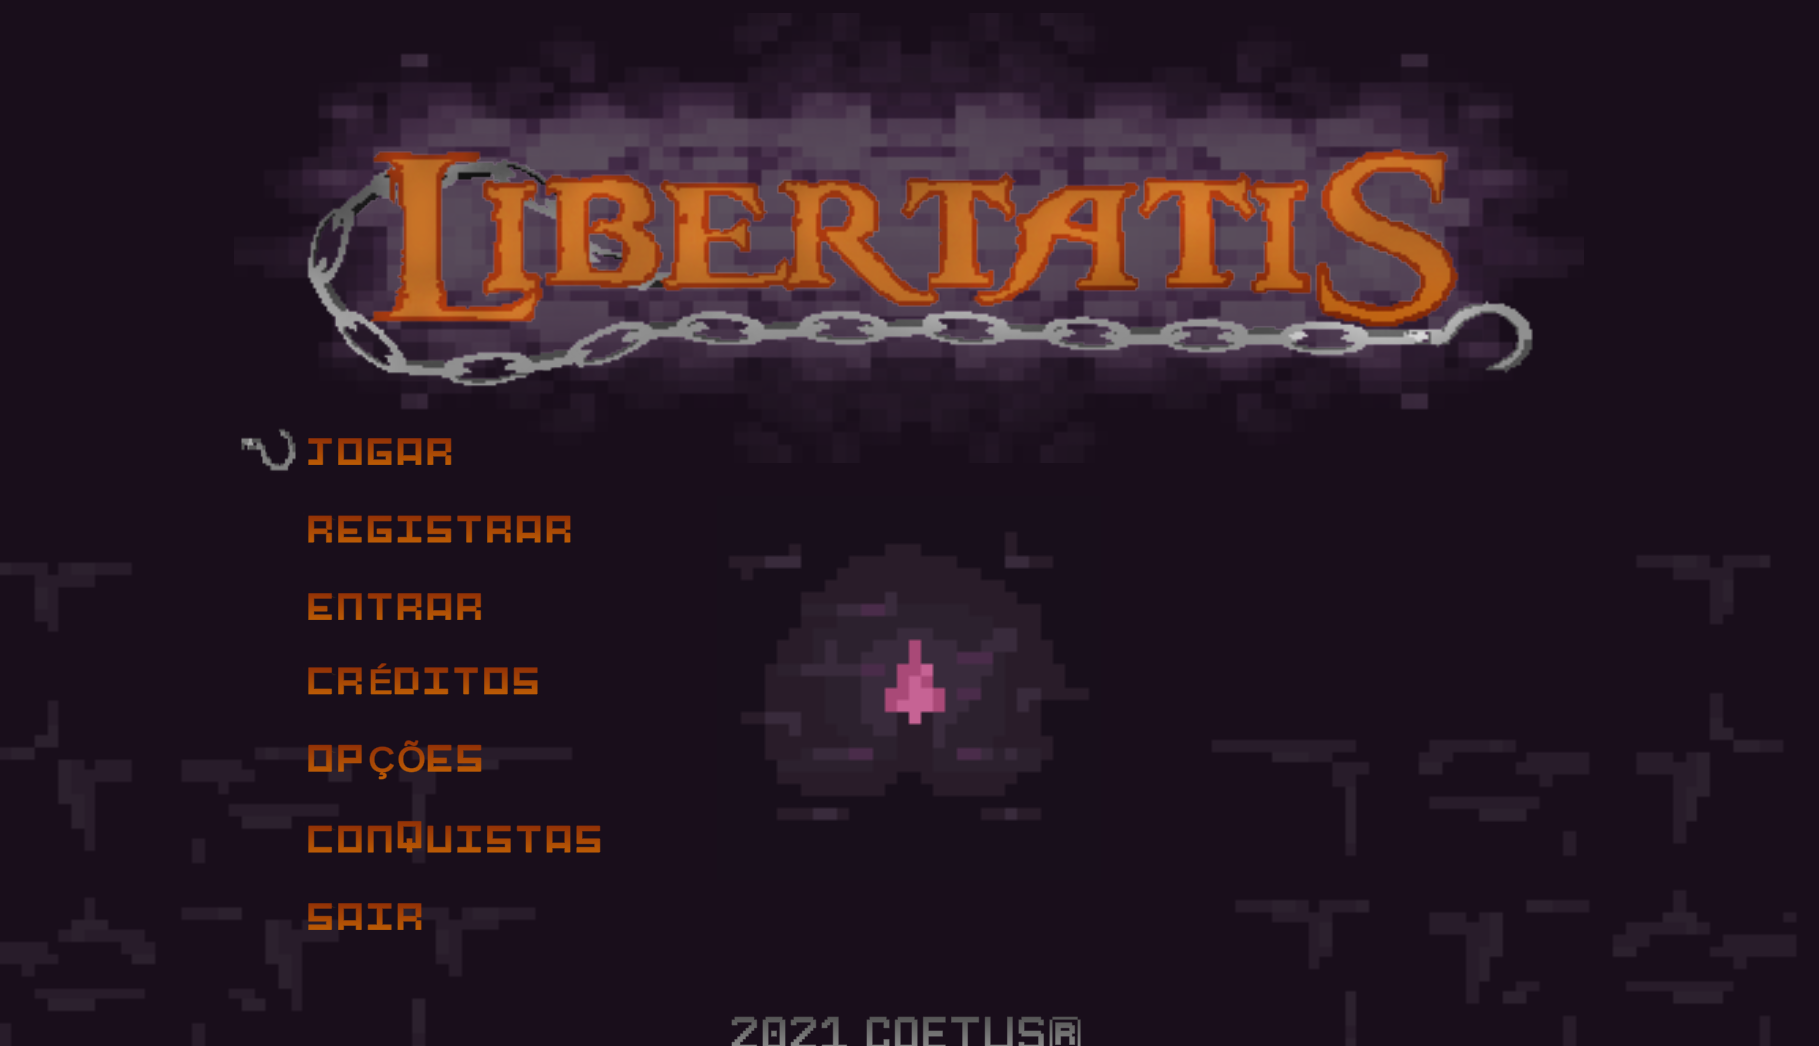 LIBERTATIS
JOGAR
REGISTRAR
ENTRAR
CRÉDITOS
OPÇÕES
CONQUISTAS
SAIR
2021 COETUS®